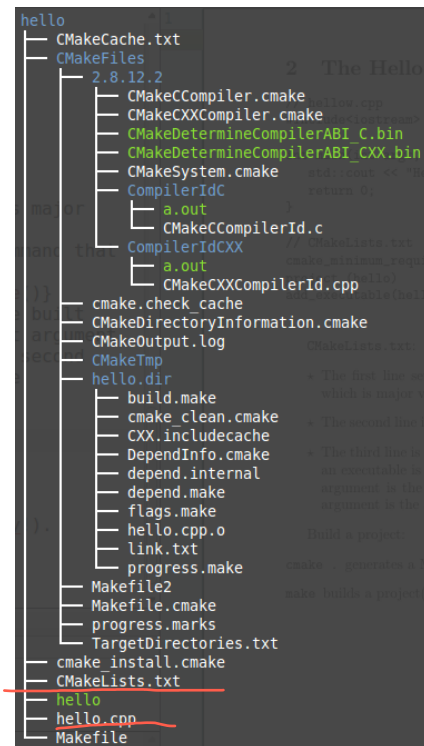 hello
├── CMakeCache.txt
├── CMakeFiles
│   ├── 2.8.12.2
│   │   ├── CMakeCCompiler.cmake
│   │   ├── CMakeCXXCompiler.cmake
│   │   ├── CMakeDetermineCompilerABI_C.bin
│   │   ├── CMakeDetermineCompilerABI_CXX.bin
│   │   ├── CMakeSystem.cmake
│   │   ├── CompilerIdC
│   │   │   ├── a.out
│   │   │   └── CMakeCCompilerId.c
│   │   └── CompilerIdCXX
│   │       ├── a.out
│   │       └── CMakeCXXCompilerId.cpp
│   ├── cmake.check_cache
│   ├── CMakeDirectoryInformation.cmake
│   ├── CMakeOutput.log
│   ├── CMakeTmp
│   ├── hello.dir
│   │   ├── build.make
│   │   ├── cmake_clean.cmake
│   │   ├── CXX.includecache
│   │   ├── DependInfo.cmake
│   │   ├── depend.internal
│   │   ├── depend.make
│   │   ├── flags.make
│   │   ├── hello.cpp.o
│   │   ├── link.txt
│   │   └── progress.make
│   ├── Makefile2
│   ├── Makefile.cmake
│   ├── progress.marks
│   └── TargetDirectories.txt
├── cmake_install.cmake
├── CMakeLists.txt
├── hello
├── hello.cpp
└── Makefile
2 The Hello